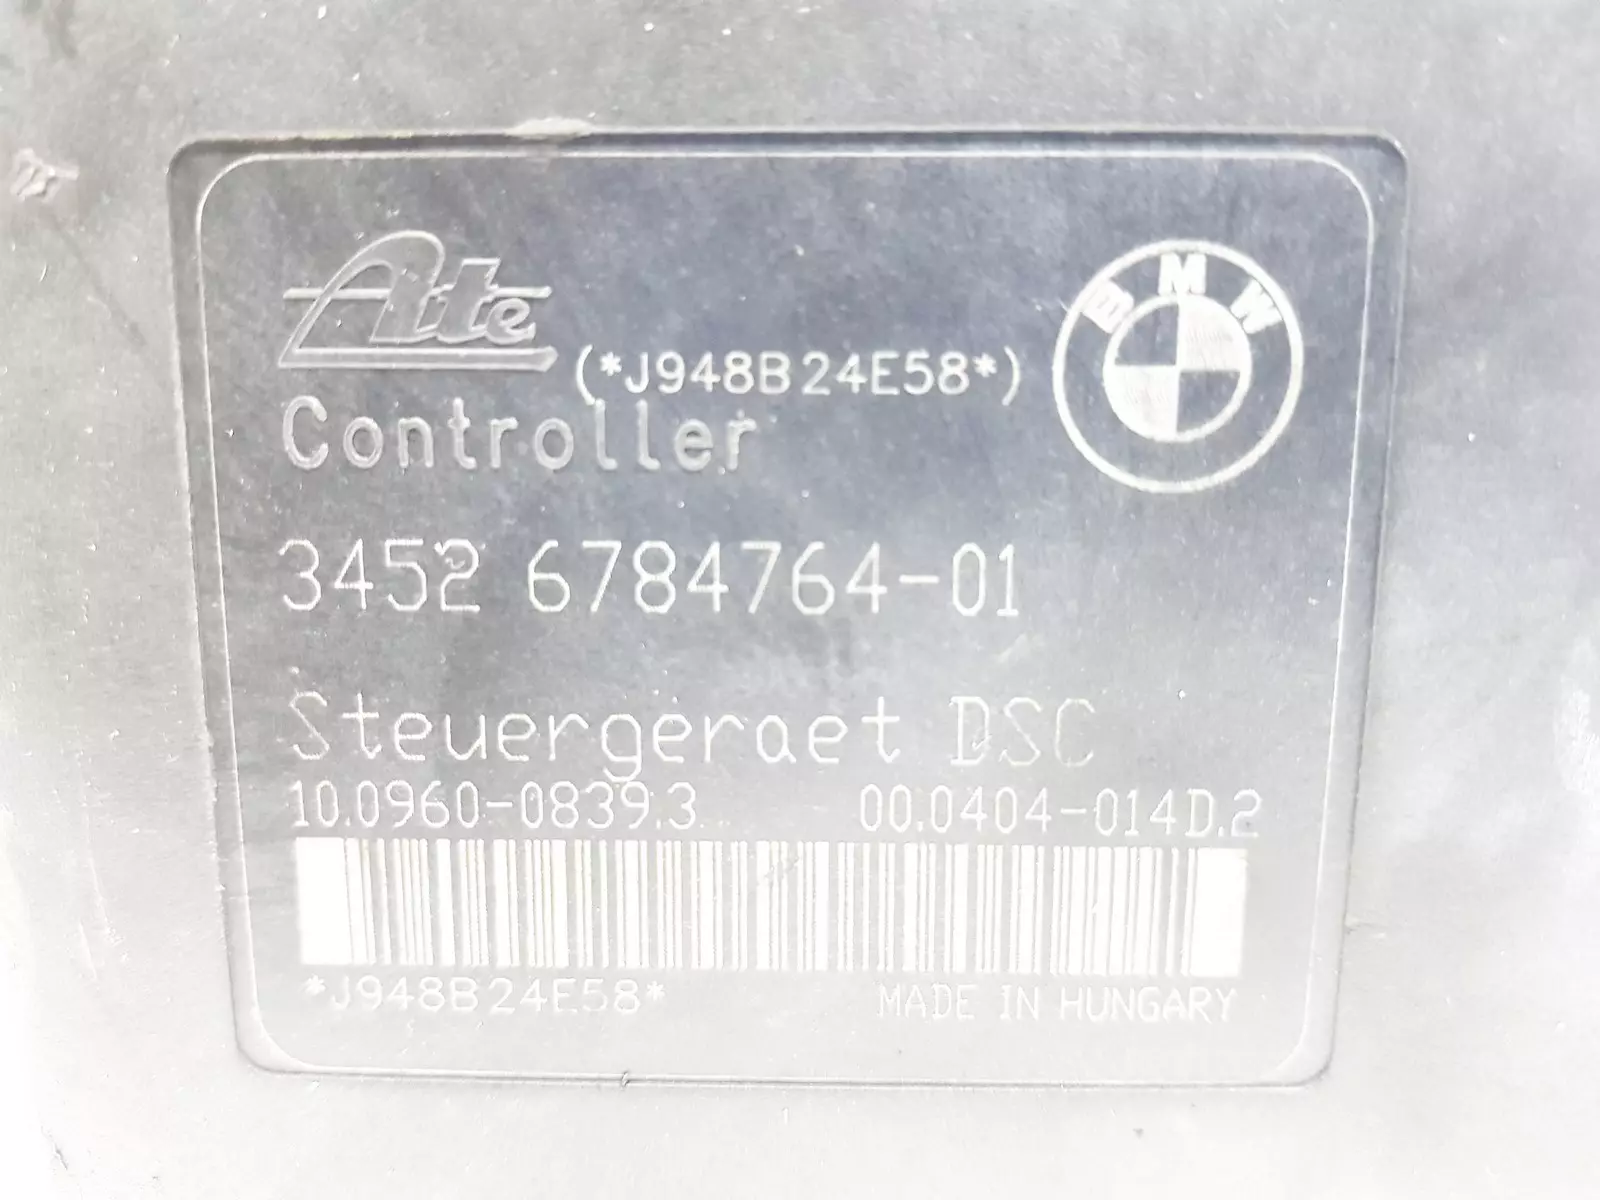 Ate
BMW
(*J948B24E58*)
Controller
3452 6784764-01
Steuergeraet DSC
10.0960-0839.3 00.0404-014D.2
*J948B24E58* MADE IN HUNGARY